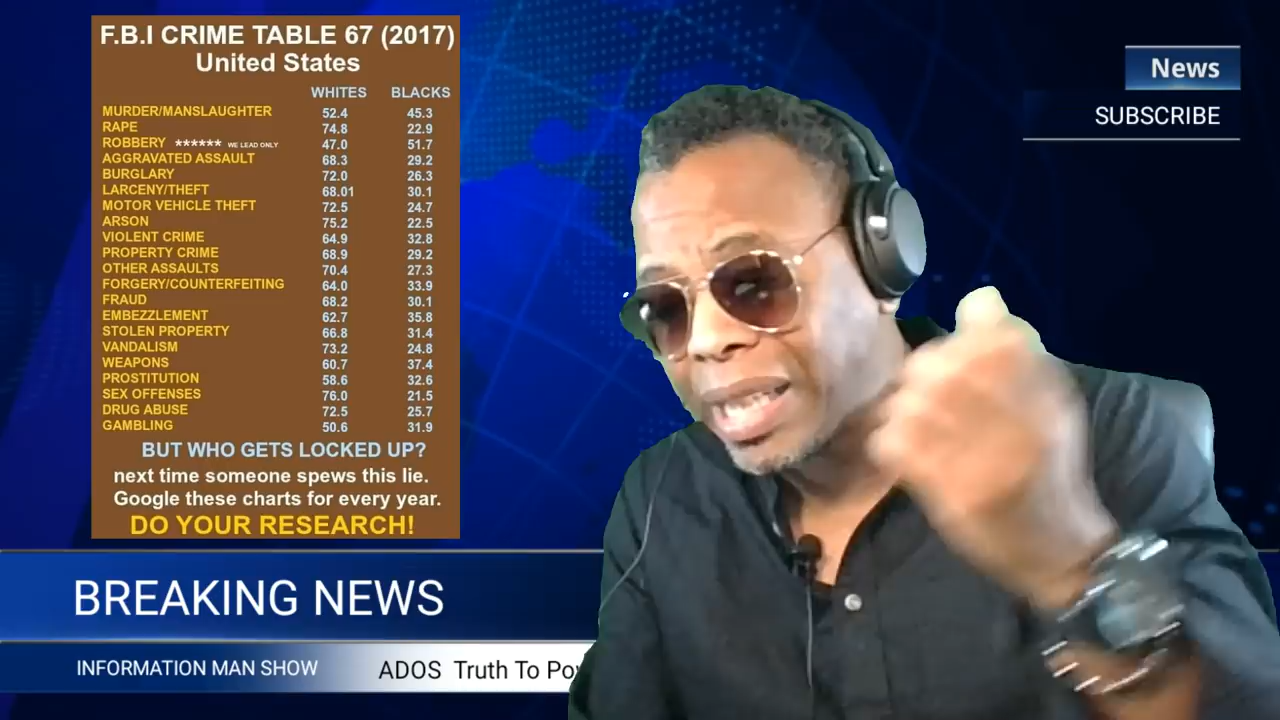 F.B.I CRIME TABLE 67 (2017)
United States
WHITES BLACKS
MURDER/MANSLAUGHTER 52.4 45.3
RAPE 74.8 22.9
ROBBERY ****** WE LEAD ONLY 47.0 51.7
AGGRAVATED ASSAULT 68.3 29.2
BURGLARY 72.0 26.3
LARCENY/THEFT 68.01 30.1
MOTOR VEHICLE THEFT 72.5 24.7
ARSON 75.2 22.5
VIOLENT CRIME 64.9 32.8
PROPERTY CRIME 68.9 29.2
OTHER ASSAULTS 70.4 27.3
FORGERY/COUNTERFEITING 64.0 33.9
FRAUD 68.2 30.1
EMBEZZLEMENT 62.7 35.8
STOLEN PROPERTY 66.8 31.4
VANDALISM 73.2 24.8
WEAPONS 60.7 37.4
PROSTITUTION 58.6 32.6
SEX OFFENSES 76.0 21.5
DRUG ABUSE 72.5 25.7
GAMBLING 50.6 31.9
BUT WHO GETS LOCKED UP?
next time someone spews this lie.
Google these charts for every year.
DO YOUR RESEARCH!
News
SUBSCRIBE
BREAKING NEWS
INFORMATION MAN SHOW
ADOS Truth To